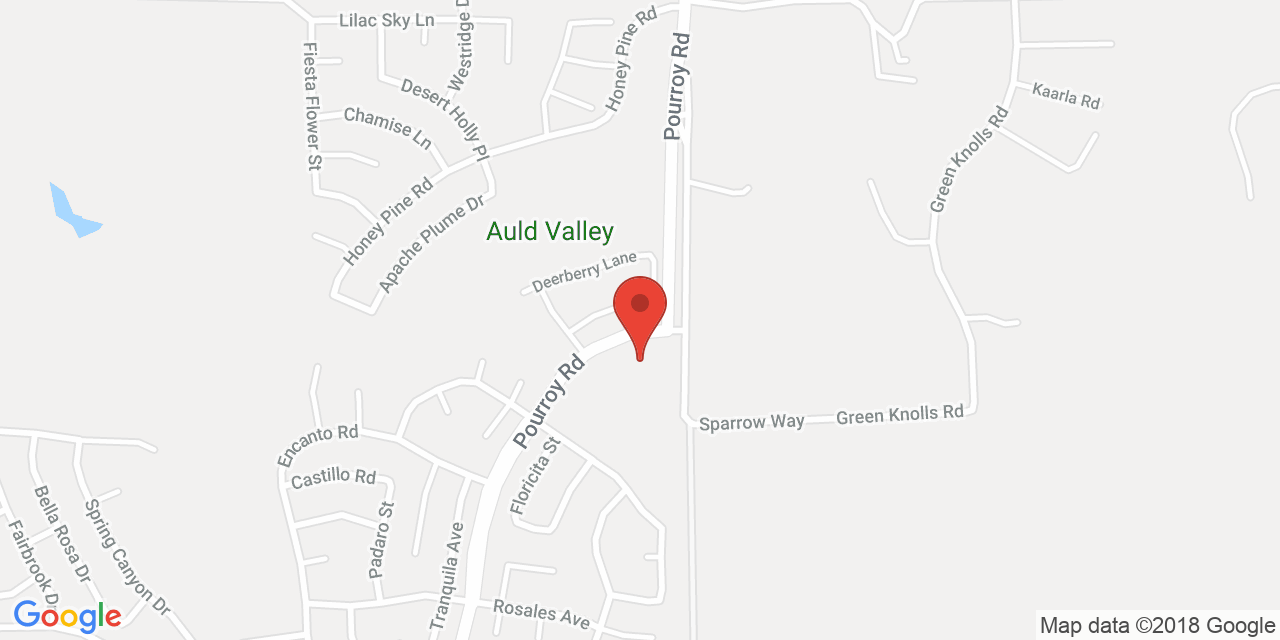 Lilac Sky Ln
Westridge D
Honey Pine Rd
Pourroy Rd
Fiesta Flower St
Desert Holly Pl
Chamise Ln
Kaarla Rd
Green Knolls Rd
Honey Pine Rd
Apache Plume Dr
Auld Valley
Deerberry Lane
Pourroy Rd
Sparrow Way
Green Knolls Rd
Encanto Rd
Castillo Rd
Floricita St
Padaro St
Tranquila Ave
Bella Rosa Dr
Spring Canyon Dr
Fairbrook Dr
Rosales Ave
Google
Map data ©2018 Google